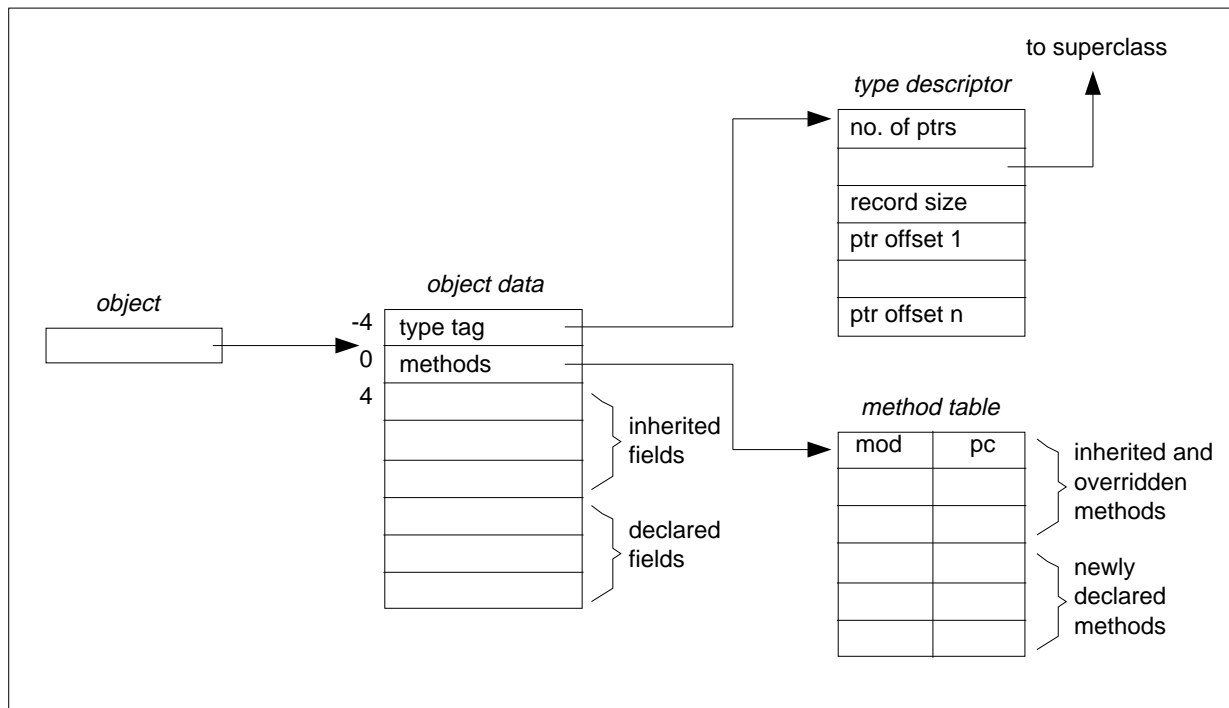 to superclass
type descriptor
no. of ptrs
record size
ptr offset 1
ptr offset n
object
object data
-4
type tag
0
methods
4
inherited
fields
declared
fields
method table
mod
pc
inherited and
overridden
methods
newly
declared
methods